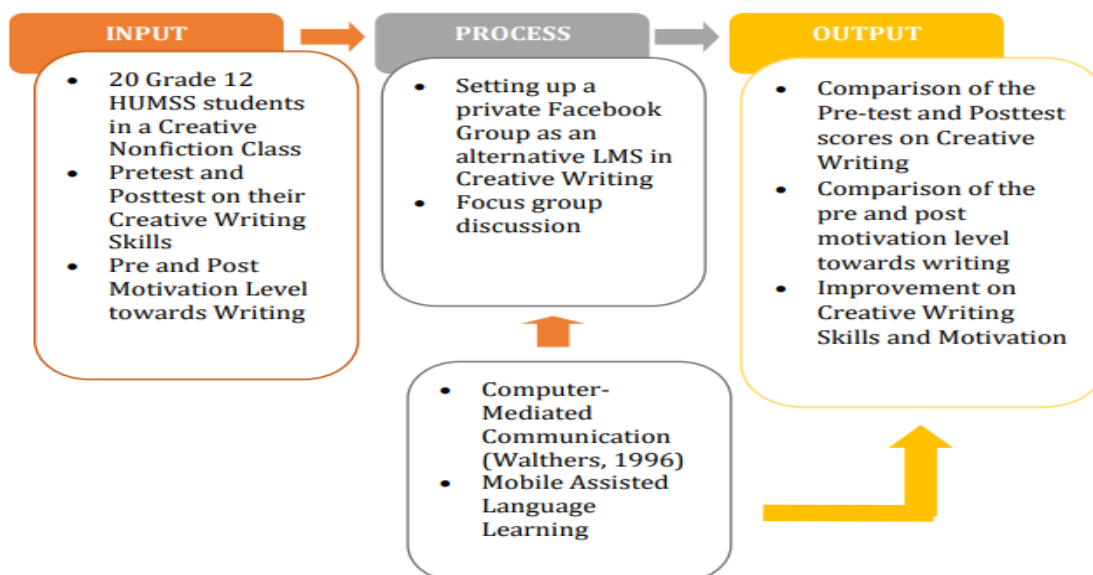 INPUT
• 20 Grade 12
HUMSS students
in a Creative
Nonfiction Class
• Pretest and
Posttest on their
Creative Writing
Skills
• Pre and Post
Motivation Level
towards Writing
PROCESS
• Setting up a
private Facebook
Group as an
alternative LMS in
Creative Writing
• Focus group
discussion
OUTPUT
• Comparison of the
Pre-test and Posttest
scores on Creative
Writing
• Comparison of the
pre and post
motivation level
towards writing
• Improvement on
Creative Writing
Skills and Motivation
• Computer-
Mediated
Communication
(Walthers, 1996)
• Mobile Assisted
Language
Learning